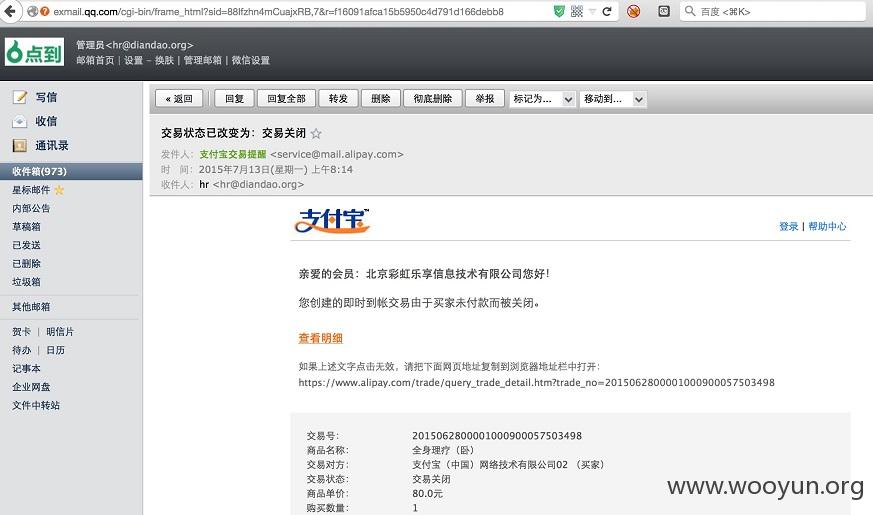 exmail.qq.com/cgi-bin/frame_html?sid=88lfzhn4mCuajxRB,7&r=f16091afca15b5950c4d791d166debb8
百度 <⌘K>
点到
管理员<hr@diandao.org>
邮箱首页 | 设置 - 换肤 | 管理邮箱 | 微信设置
写信
收信
通讯录
收件箱(973)
星标邮件
内部公告
草稿箱
已发送
已删除
垃圾箱
其他邮箱
贺卡 | 明信片
待办 | 日历
记事本
企业网盘
文件中转站
« 返回 回复 回复全部 转发 删除 彻底删除 举报 标记为... 移动到...
交易状态已改变为：交易关闭
发件人：支付宝交易提醒 <service@mail.alipay.com>
时　间：2015年7月13日(星期一) 上午8:14
收件人：hr <hr@diandao.org>
支付宝™
登录 | 帮助中心
亲爱的会员：北京彩虹乐享信息技术有限公司您好！
您创建的即时到帐交易由于买家未付款而被关闭。
查看明细
如果上述文字点击无效，请把下面网页地址复制到浏览器地址栏中打开：
https://www.alipay.com/trade/query_trade_detail.htm?trade_no=2015062800001000900057503498
交易号： 2015062800001000900057503498
商品名称： 全身理疗（卧）
交易对方： 支付宝（中国）网络技术有限公司02 （买家）
交易状态： 交易关闭
商品单价： 80.0元
购买数量： 1
www.wooyun.org